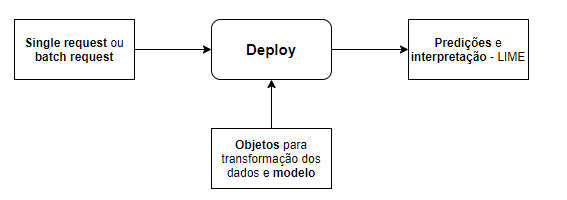 Single request ou
batch request
Deploy
Predições e
interpretação - LIME
Objetos para
transformação dos
dados e modelo